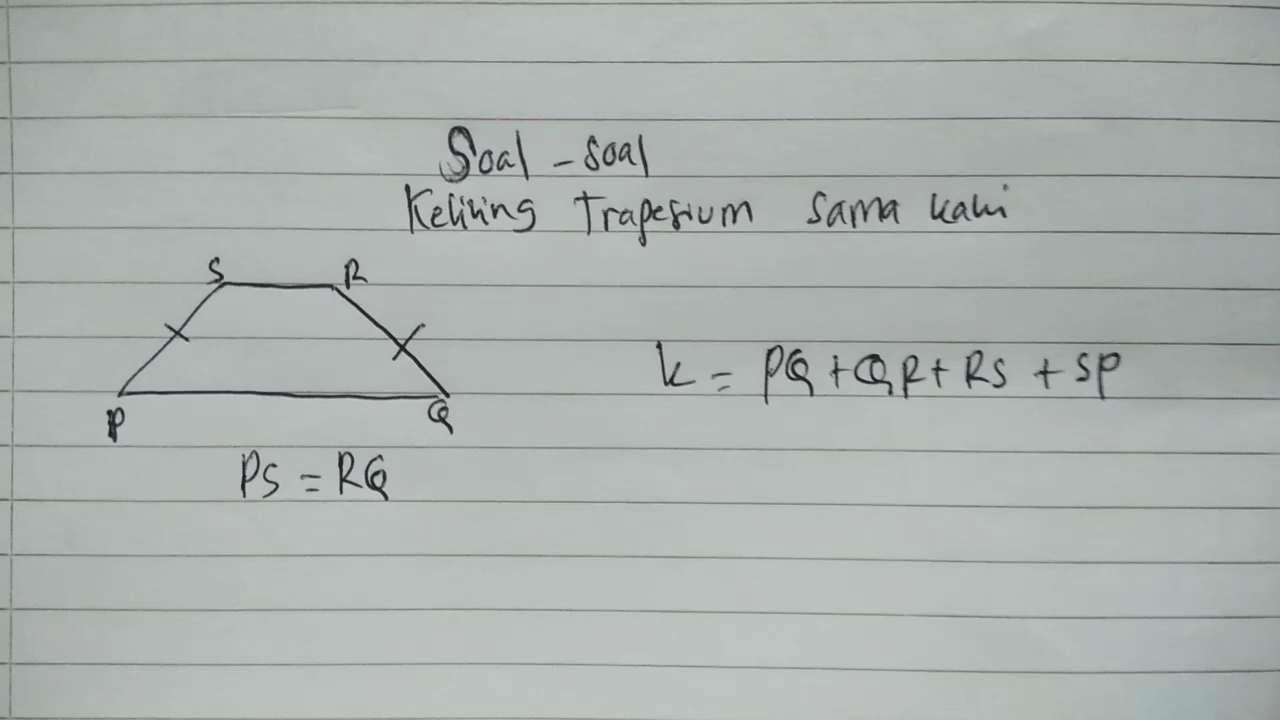 Soal - soal
Keliling Trapesium sama kaki
S R
K = PQ + QR + RS + SP
P Q
PS = RQ